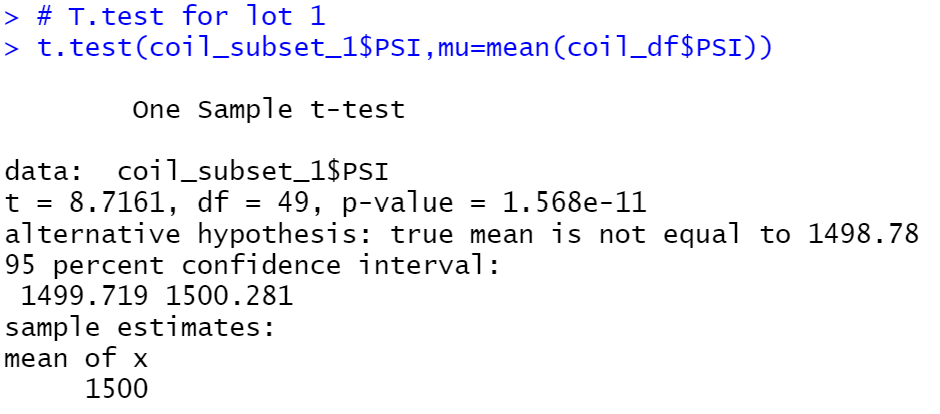 > # T.test for lot 1
> t.test(coil_subset_1$PSI,mu=mean(coil_df$PSI))
One Sample t-test
data:  coil_subset_1$PSI
t = 8.7161, df = 49, p-value = 1.568e-11
alternative hypothesis: true mean is not equal to 1498.78
95 percent confidence interval:
1499.719 1500.281
sample estimates:
mean of x
1500